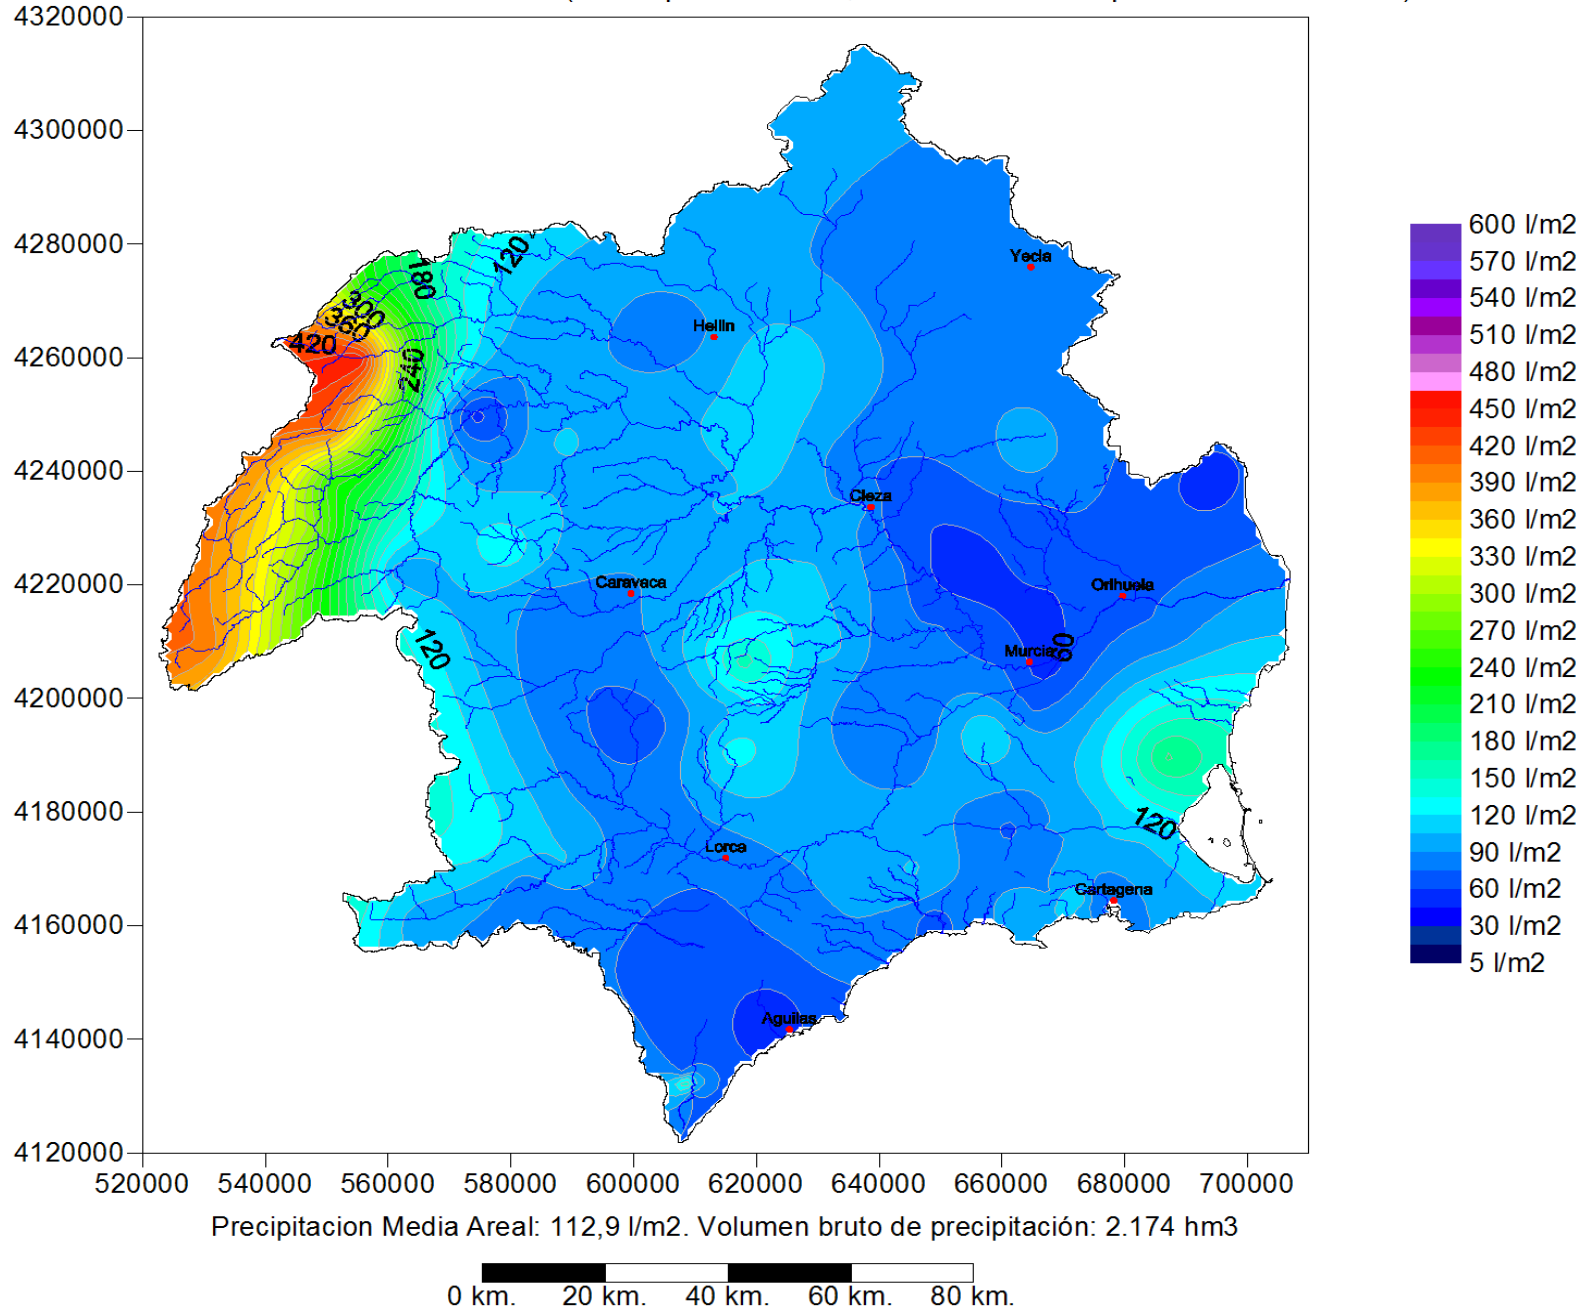 4320000
4300000
4280000
4260000
4240000
4220000
4200000
4180000
4160000
4140000
4120000
520000 540000 560000 580000 600000 620000 640000 660000 680000 700000
120
180
300
360
420
240
Yecla
Hellin
Cieza
Caravaca
Orihuela
Murcia
60
120
120
Lorca
Cartagena
Aguilas
600 l/m2
570 l/m2
540 l/m2
510 l/m2
480 l/m2
450 l/m2
420 l/m2
390 l/m2
360 l/m2
330 l/m2
300 l/m2
270 l/m2
240 l/m2
210 l/m2
180 l/m2
150 l/m2
120 l/m2
90 l/m2
60 l/m2
30 l/m2
5 l/m2
Precipitacion Media Areal: 112,9 l/m2. Volumen bruto de precipitación: 2.174 hm3
0 km. 20 km. 40 km. 60 km. 80 km.